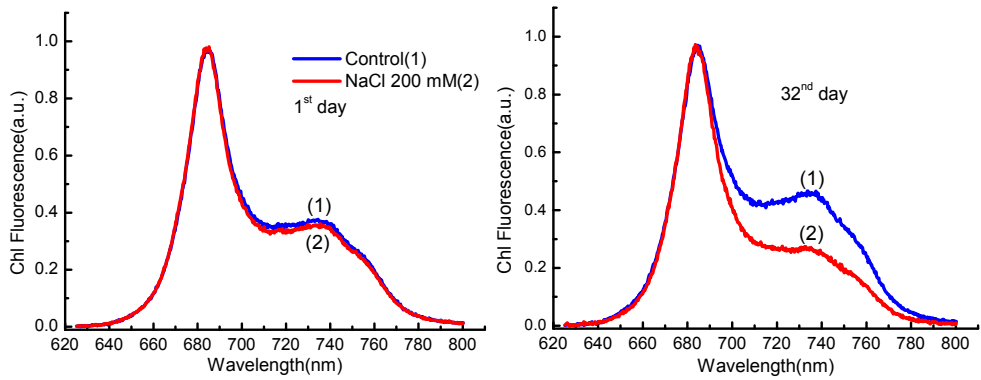 Chl Fluorescence(a.u.)
1.0
0.8
0.6
0.4
0.2
0.0
620 640 660 680 700 720 740 760 780 800
Wavelength(nm)
Control(1)
NaCl 200 mM(2)
1st day
(1)
(2)
Chl Fluorescence(a.u.)
1.0
0.8
0.6
0.4
0.2
0.0
620 640 660 680 700 720 740 760 780 800
Wavelength(nm)
32nd day
(1)
(2)